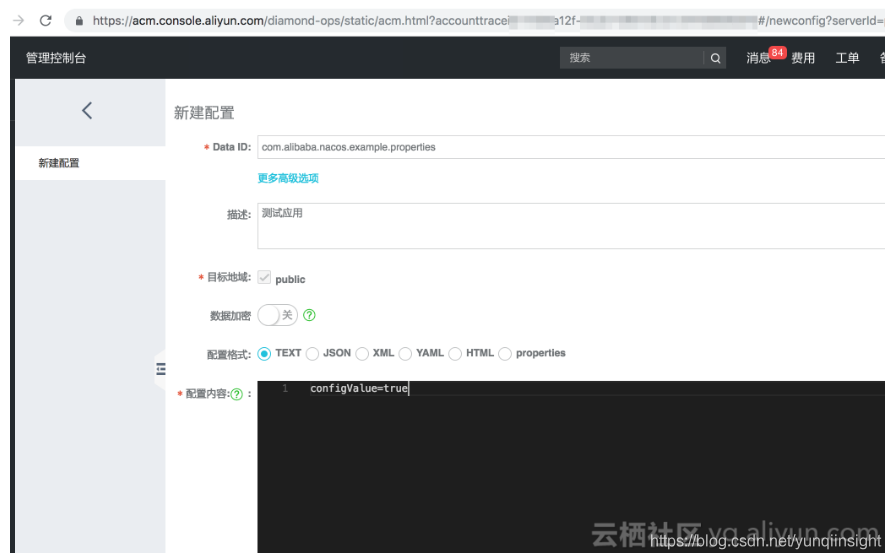 https://acm.console.aliyun.com/diamond-ops/static/acm.html?accounttracei a12f- #/newconfig?serverId=
管理控制台
搜索
消息 84 费用 工单
新建配置
新建配置
* Data ID: com.alibaba.nacos.example.properties
更多高级选项
描述: 测试应用
* 目标地域: public
数据加密 关 ?
配置格式: TEXT JSON XML YAML HTML properties
* 配置内容:? :
1 configValue=true
云栖社区 yq.aliyun.com
https://blog.csdn.net/yunqiinsight